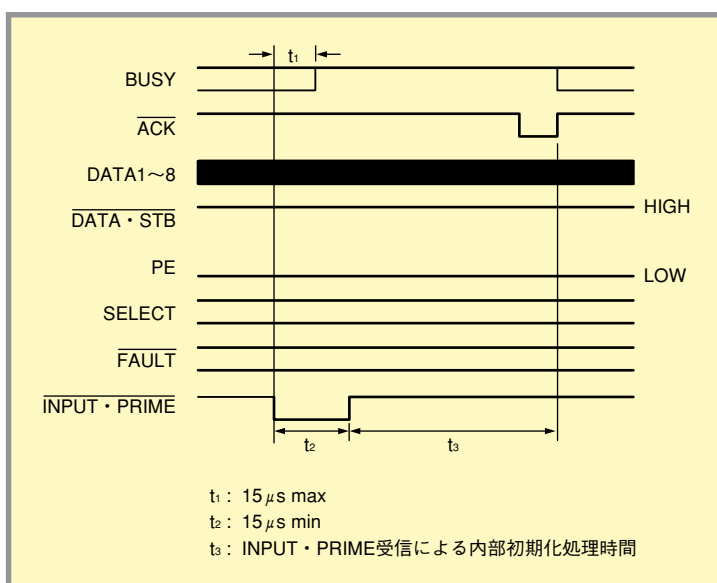 t₁
BUSY
ACK
DATA1〜8
DATA・STB
HIGH
PE
LOW
SELECT
FAULT
INPUT・PRIME
t₂
t₃
t₁ : 15μs max
t₂ : 15μs min
t₃ : INPUT・PRIME受信による内部初期化処理時間